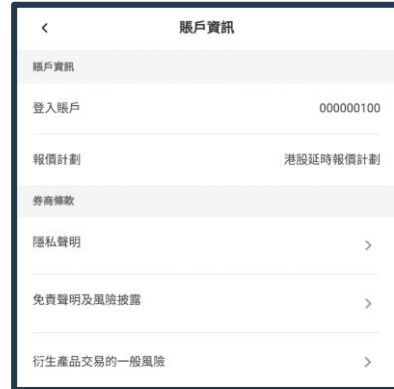 賬戶資訊
賬戶資訊
登入賬戶 000000100
報價計劃 港股延時報價計劃
券商條款
隱私聲明
免責聲明及風險披露
衍生產品交易的一般風險